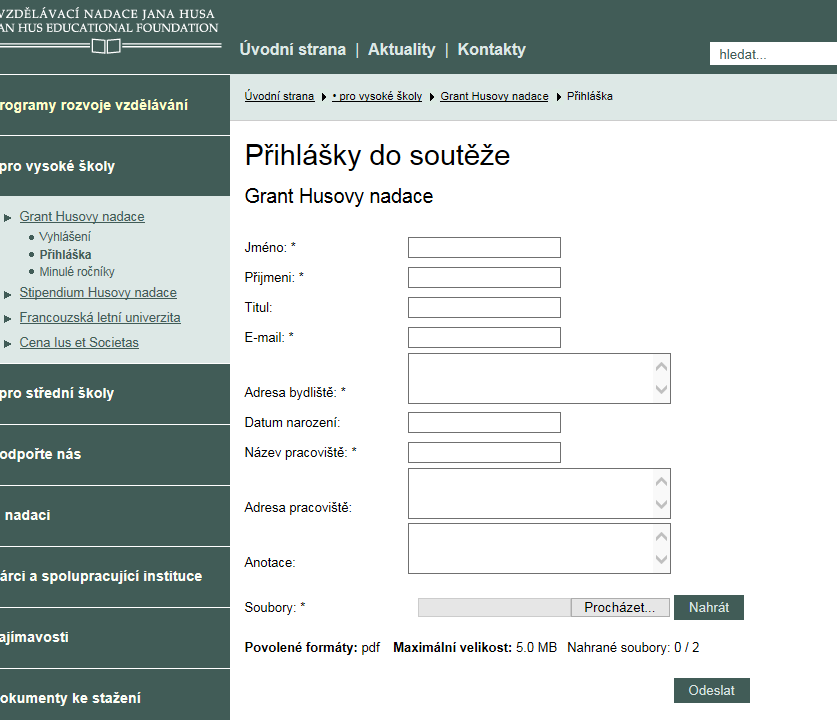 VZDĚLÁVACÍ NADACE JANA HUSA
AN HUS EDUCATIONAL FOUNDATION
Úvodní strana | Aktuality | Kontakty
hledat...
rogramy rozvoje vzdělávání
pro vysoké školy
Grant Husovy nadace
Vyhlášení
Přihláška
Minulé ročníky
Stipendium Husovy nadace
Francouzská letní univerzita
Cena Ius et Societas
pro střední školy
odpořte nás
nadaci
árci a spolupracující instituce
ajímavosti
okumenty ke stažení
Úvodní strana • pro vysoké školy Grant Husovy nadace Přihláška
Přihlášky do soutěže
Grant Husovy nadace
Jméno: *
Přijmeni: *
Titul:
E-mail: *
Adresa bydliště: *
Datum narození:
Název pracoviště: *
Adresa pracoviště:
Anotace:
Soubory: * Procházet... Nahrát
Povolené formáty: pdf Maximální velikost: 5.0 MB Nahrané soubory: 0 / 2
Odeslat